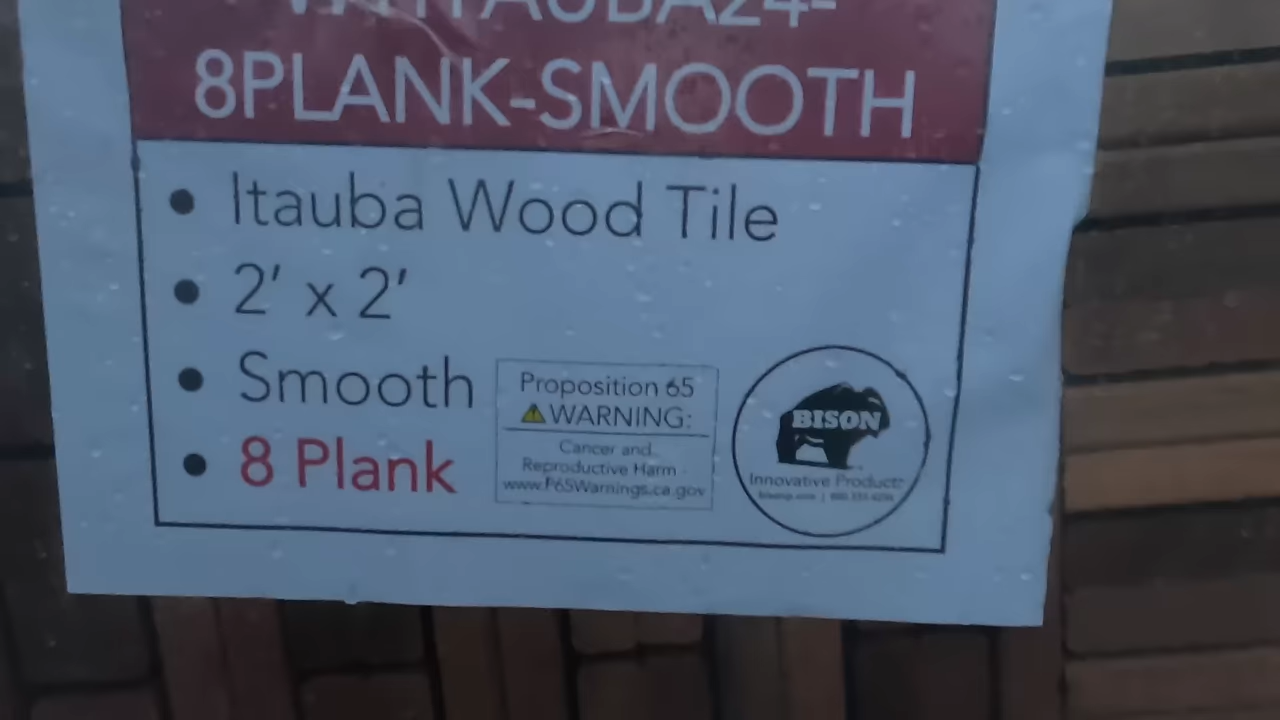 8PLANK-SMOOTH
• Itauba Wood Tile
• 2' x 2'
• Smooth
• 8 Plank
Proposition 65
WARNING:
Cancer and
Reproductive Harm -
www.P65Warnings.ca.gov
BISON
Innovative Products